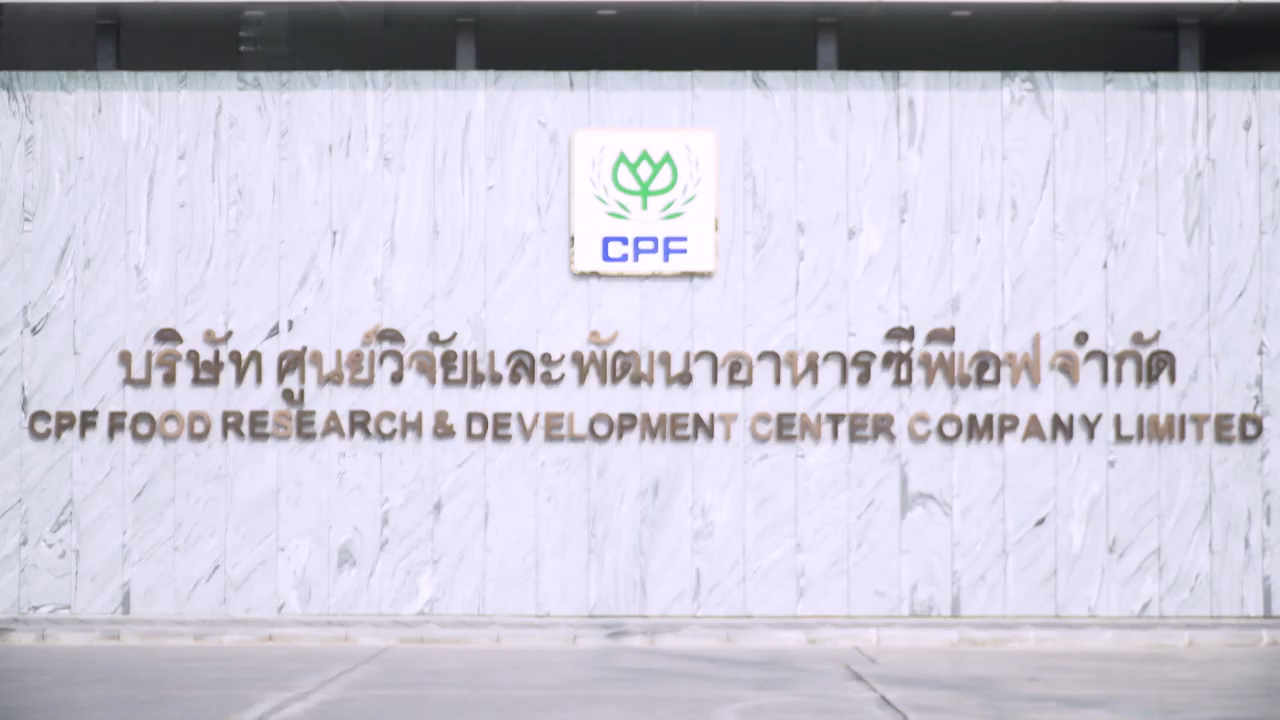 CPF
บริษัท ศูนย์วิจัยและพัฒนาอาหารซีพีเอฟ จำกัด
CPF FOOD RESEARCH & DEVELOPMENT CENTER COMPANY LIMITED